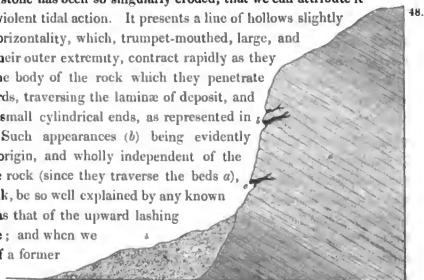 stone has been so singularly eroded, that we can attribute it
violent tidal action. It presents a line of hollows slightly
48.
orizontality, which, trumpet-mouthed, large, and
eir outer extremity, contract rapidly as they
e body of the rock which they penetrate
rds, traversing the laminæ of deposit, and
small cylindrical ends, as represented in
b
Such appearances (b) being evidently
origin, and wholly independent of the
e rock (since they traverse the beds a),
a
k, be so well explained by any known
s that of the upward lashing
e; and when we
f a former